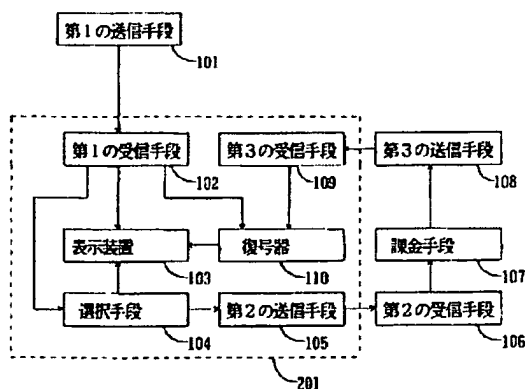 第1の送信手段
101
第1の受信手段
102
第3の受信手段
109
第3の送信手段
108
表示装置
103
復号器
110
課金手段
107
選択手段
104
第2の送信手段
105
第2の受信手段
106
201